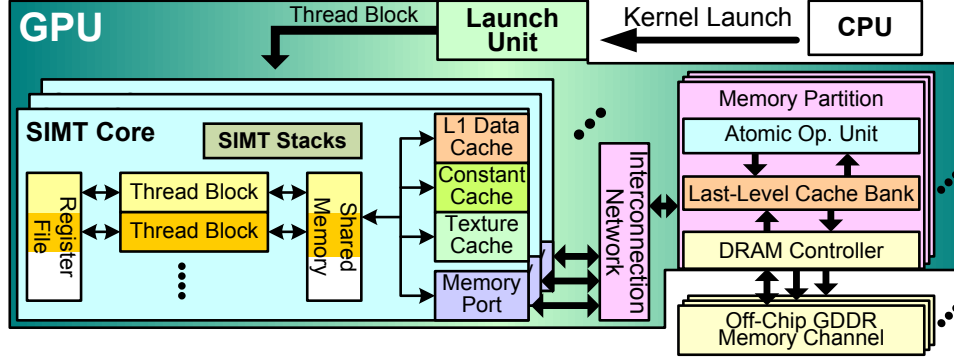 GPU
Thread Block
Launch
Unit
Kernel Launch
CPU
SIMT Core
SIMT Stacks
L1 Data
Cache
Constant
Cache
Texture
Cache
Memory
Port
Register
File
Thread Block
Thread Block
Shared
Memory
Interconnection
Network
Memory Partition
Atomic Op. Unit
Last-Level Cache Bank
DRAM Controller
Off-Chip GDDR
Memory Channel